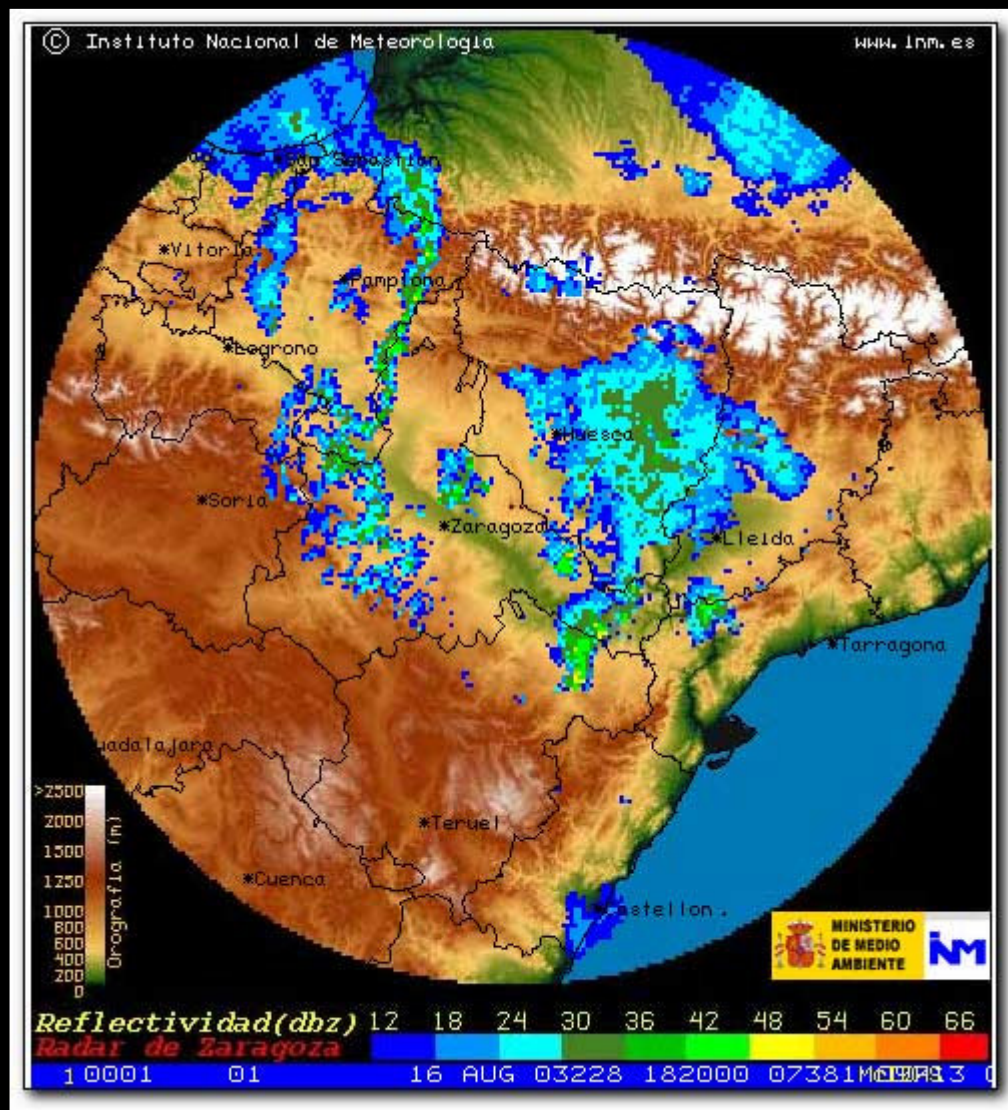 © Instituto Nacional de Meteorologia
www.inm.es
*San Sebastian
*Vitoria
*Pamplona
*Logrono
*Huesca
*Soria
*Zaragoza
*Lleida
*Tarragona
uadalajara
>2500
2000
1500
1250
1000
800
600
400
200
0
Orografia (m)
*Teruel
*Cuenca
*Castellon .
MINISTERIO
DE MEDIO
AMBIENTE
iNM
Reflectividad(dbz) 12 18 24 30 36 42 48 54 60 66
Radar de Zaragoza
1 0001 01 16 AUG 03228 182000 07381